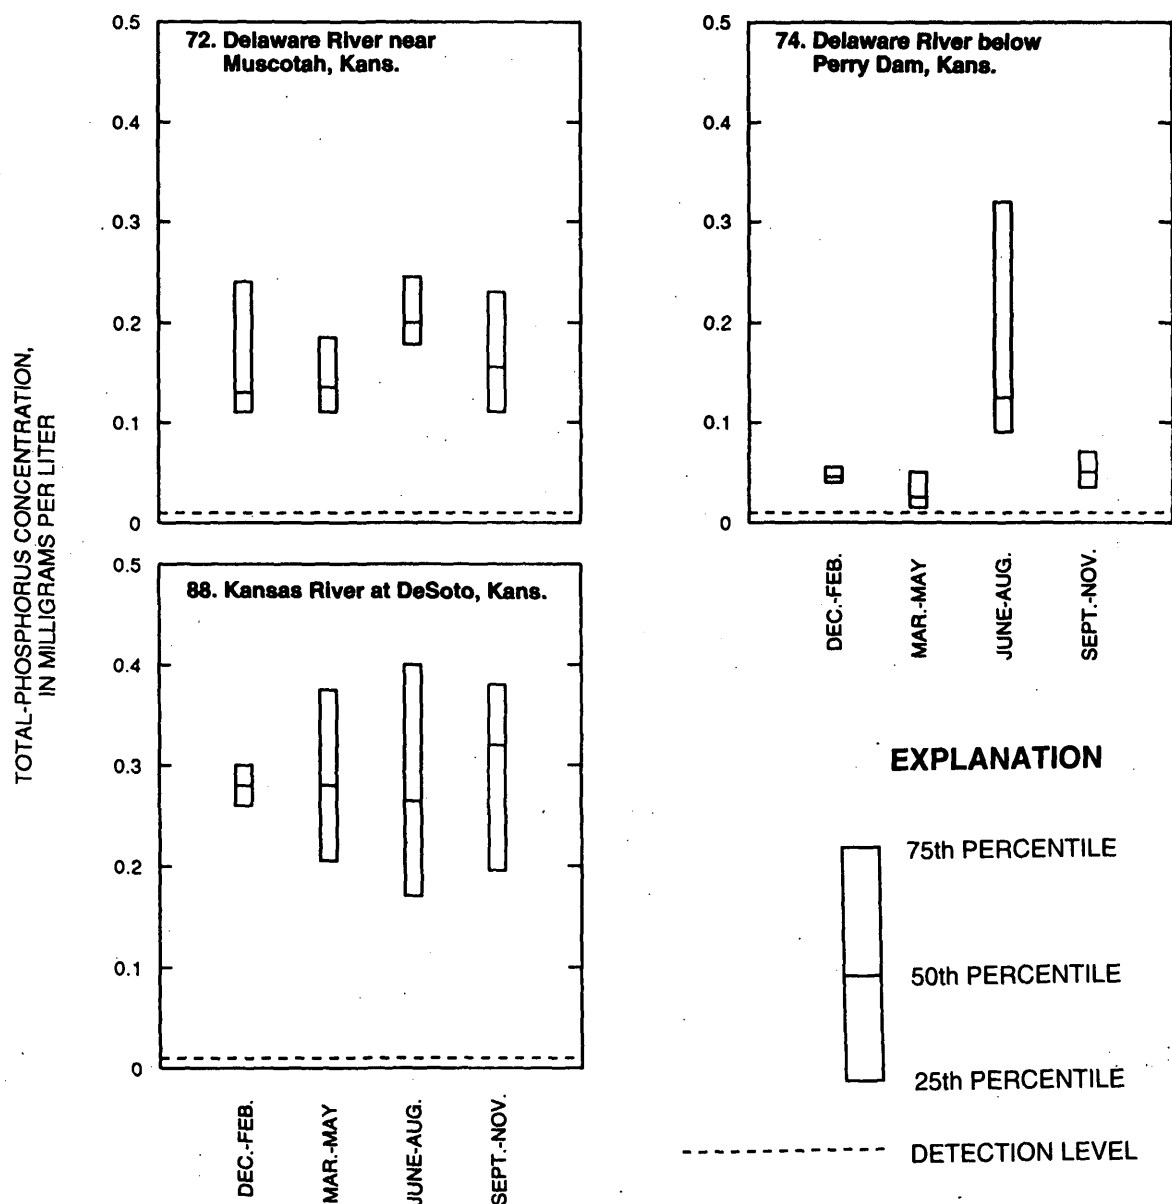 TOTAL-PHOSPHORUS CONCENTRATION,
IN MILLIGRAMS PER LITER
72. Delaware River near
Muscotah, Kans.
0.5
0.4
0.3
0.2
0.1
0
74. Delaware River below
Perry Dam, Kans.
0.5
0.4
0.3
0.2
0.1
0
DEC.-FEB.
MAR.-MAY
JUNE-AUG.
SEPT.-NOV.
88. Kansas River at DeSoto, Kans.
0.5
0.4
0.3
0.2
0.1
0
DEC.-FEB.
MAR.-MAY
JUNE-AUG.
SEPT.-NOV.
EXPLANATION
75th PERCENTILE
50th PERCENTILE
25th PERCENTILE
DETECTION LEVEL